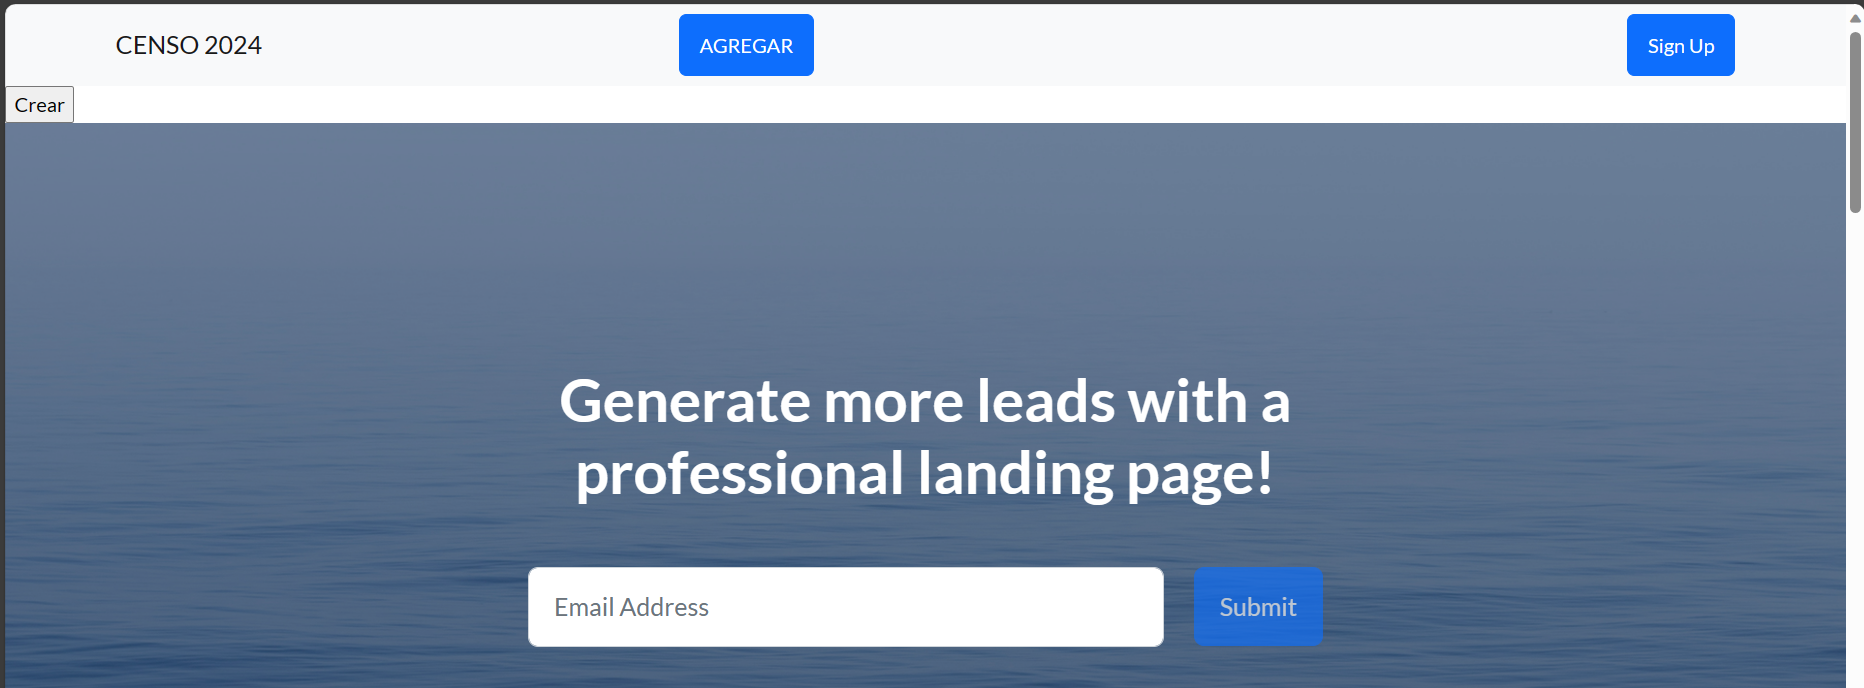 CENSO 2024
AGREGAR
Sign Up
Crear
Generate more leads with a
professional landing page!
Email Address
Submit